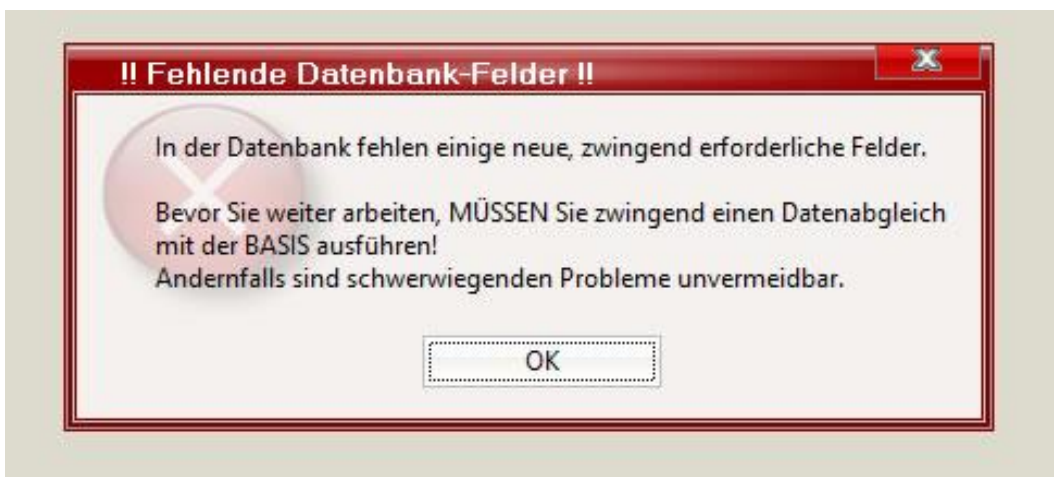 !! Fehlende Datenbank-Felder !!
In der Datenbank fehlen einige neue, zwingend erforderliche Felder.
Bevor Sie weiter arbeiten, MÜSSEN Sie zwingend einen Datenabgleich
mit der BASIS ausführen!
Andernfalls sind schwerwiegenden Probleme unvermeidbar.
OK